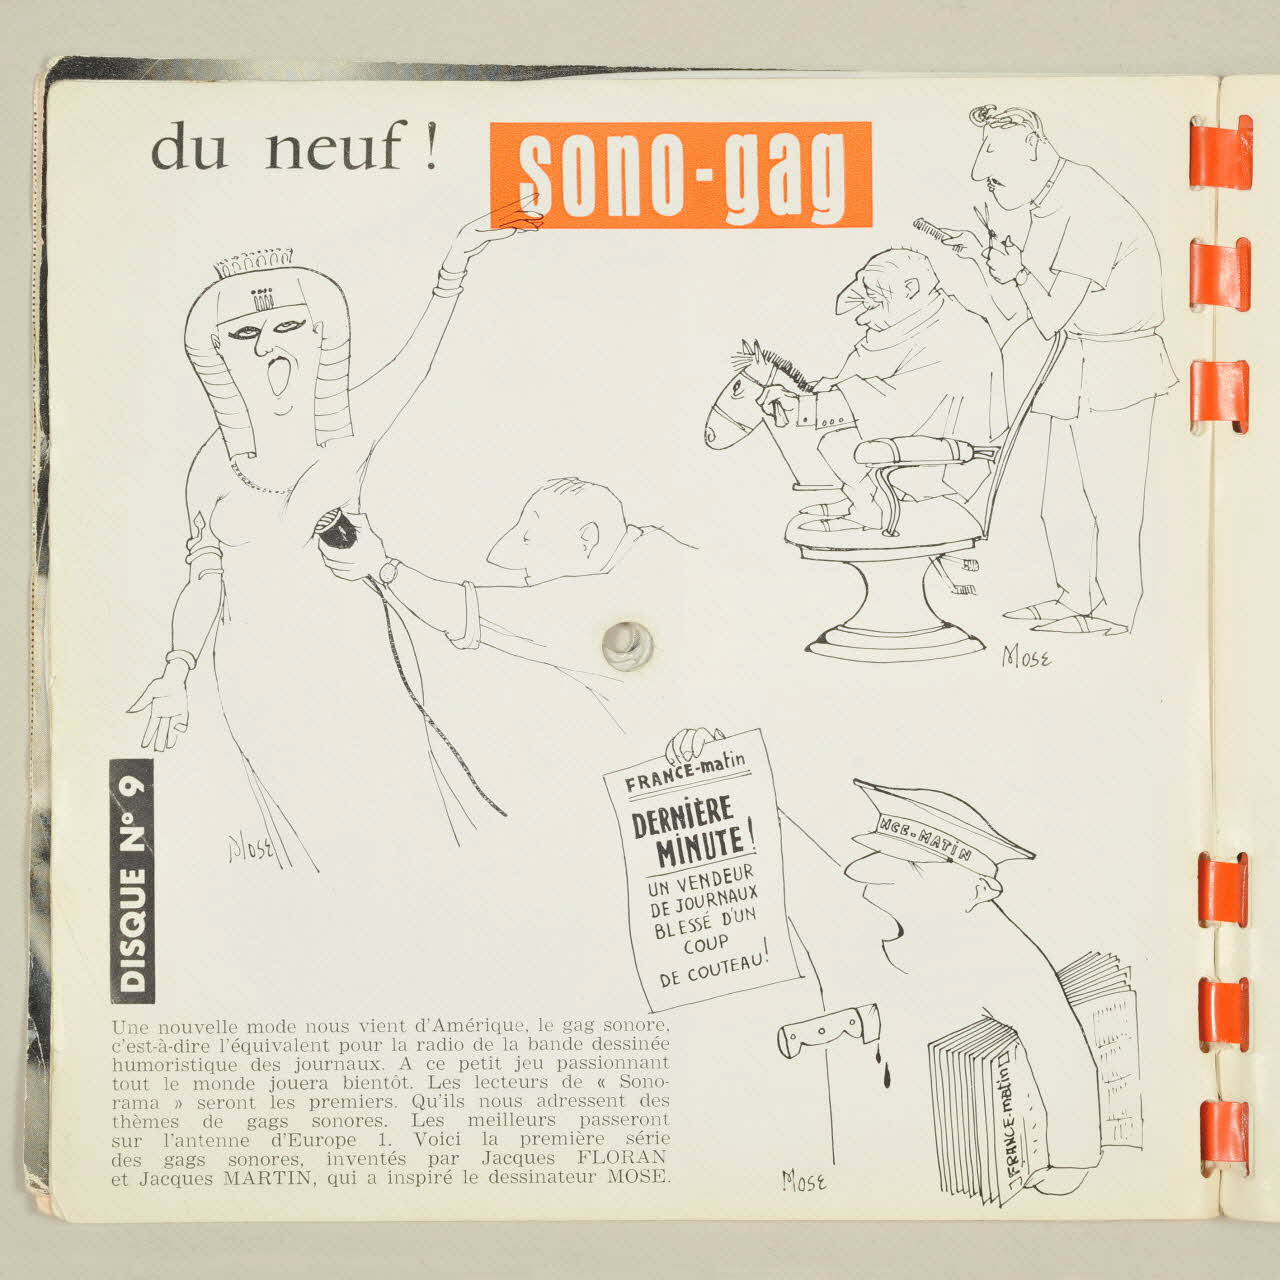 du neuf !
sono-gag
Mose
FRANCE-matin
DERNIÈRE
MINUTE !
UN VENDEUR
DE JOURNAUX
BLESSÉ D'UN
COUP
DE COUTEAU !
NCE-MATIN
FRANCE-matin
Mose
Mose
DISQUE N° 9
Une nouvelle mode nous vient d'Amérique, le gag sonore,
c'est-à-dire l'équivalent pour la radio de la bande dessinée
humoristique des journaux. A ce petit jeu passionnant
tout le monde jouera bientôt. Les lecteurs de « Sono-
rama » seront les premiers. Qu'ils nous adressent des
thèmes de gags sonores. Les meilleurs passeront
sur l'antenne d'Europe 1. Voici la première série
des gags sonores, inventés par Jacques FLORAN
et Jacques MARTIN, qui a inspiré le dessinateur MOSE.